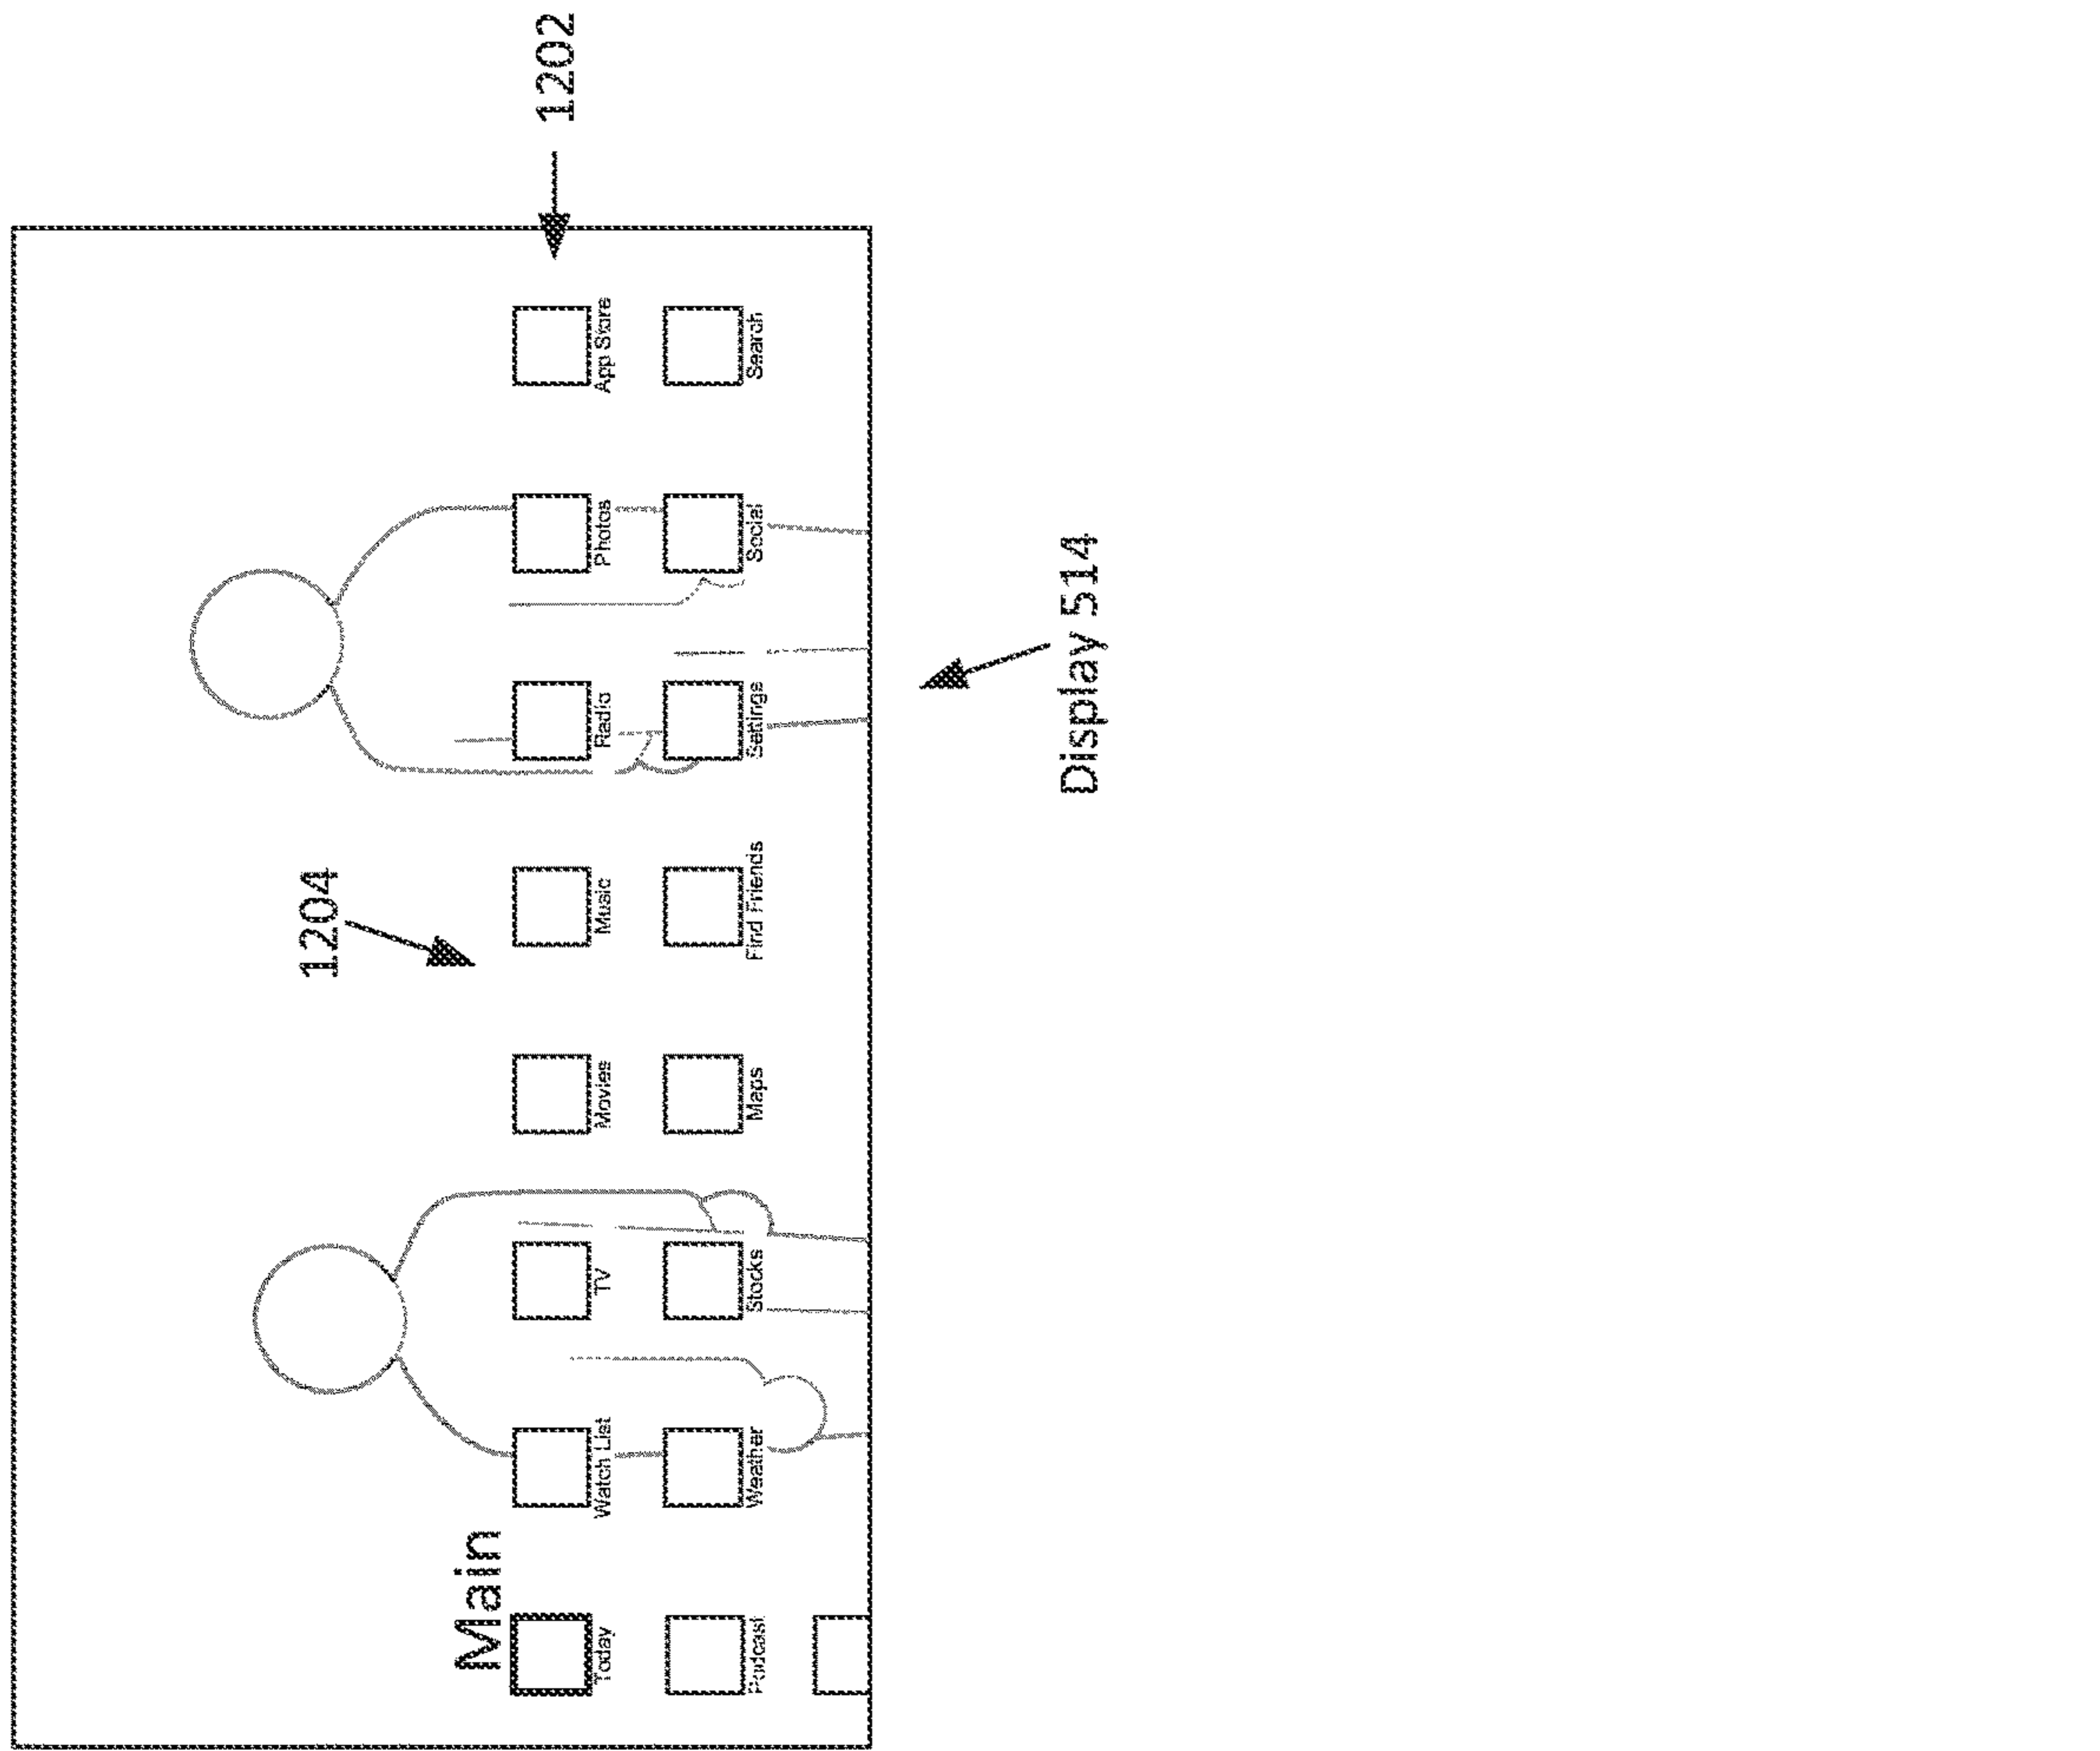 1204
1202
Main
Today
Watch List
TV
Movies
Music
Radio
Photos
App Store
Podcast
Weather
Stocks
Maps
Find Friends
Settings
Social
Search
Display 514